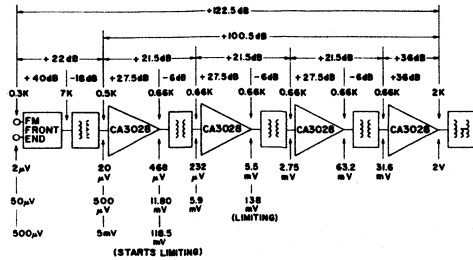 +122.5dB
+100.5dB
+22dB +21.5dB +21.5dB +21.5dB +36dB
+40dB -18dB +27.5dB -6dB +27.5dB -6dB +27.5dB -6dB +36dB
0.3K 7K 0.5K 0.66K 0.66K 0.66K 0.66K 0.66K 0.66K 2K
FM
FRONT
END
CA3028 CA3028 CA3028 CA3028
2μV 20 μV 468 μV 232 μV 5.5 mV 2.75 mV 63.2 mV 31.6 mV 2V
50μV 500 μV 11.80 mV 5.9 mV 138 mV
(LIMITING)
500μV 5mV 118.5 mV
(STARTS LIMITING)